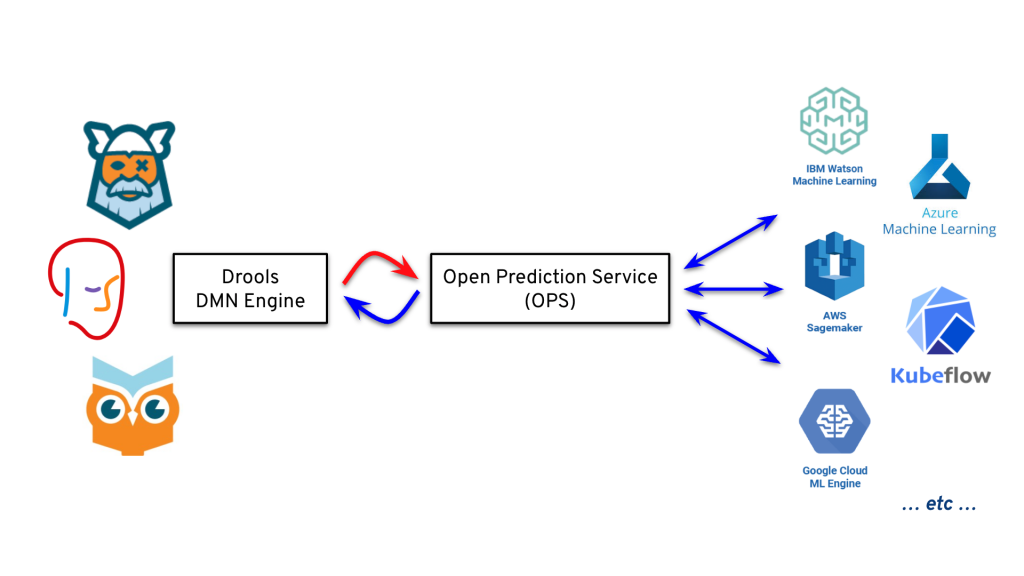 Drools
DMN Engine
Open Prediction Service
(OPS)
IBM Watson
Machine Learning
Azure
Machine Learning
AWS
Sagemaker
Kubeflow
Google Cloud
ML Engine
... etc ...